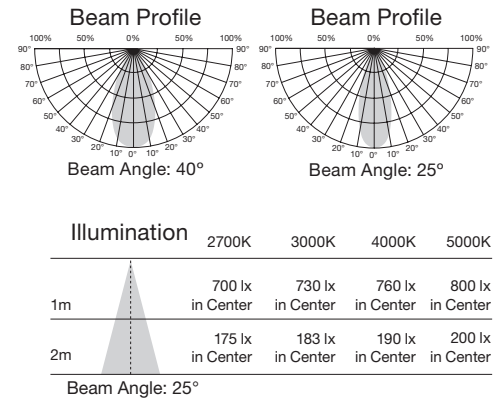 Beam Profile
100% 50% 0% 50% 100%
90° 90°
80° 80°
70° 70°
60° 60°
50° 50°
40° 40°
30° 30°
20° 10° 0° 10° 20°
Beam Angle: 40º
Beam Profile
100% 50% 0% 50% 100%
90° 90°
80° 80°
70° 70°
60° 60°
50° 50°
40° 40°
30° 30°
20° 10° 0° 10° 20°
Beam Angle: 25°
Illumination 2700K 3000K 4000K 5000K
700 lx 730 lx 760 lx 800 lx
1m in Center in Center in Center in Center
175 lx 183 lx 190 lx 200 lx
2m in Center in Center in Center in Center
Beam Angle: 25°